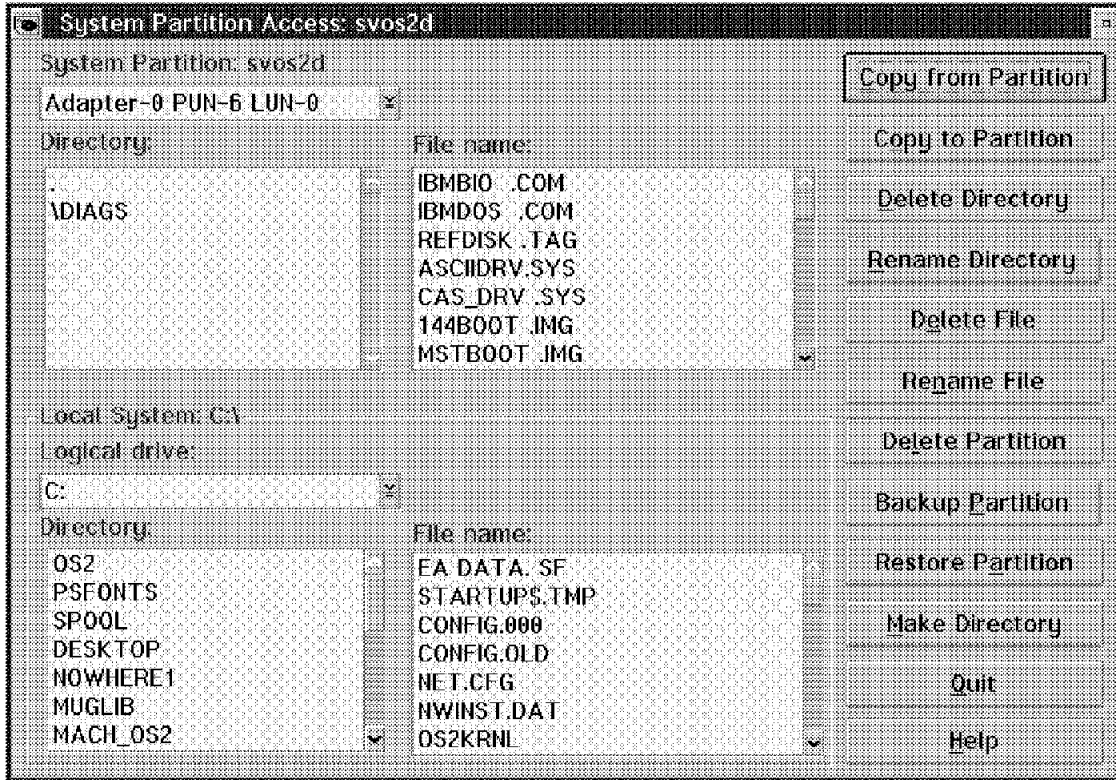 System Partition Access: svos2d
System Partition: svos2d
Adapter-0 PUN-6 LUN-0
Directory:
.
\DIAGS
File name:
IBMBIO .COM
IBMDOS .COM
REFDISK .TAG
ASCIIDRV.SYS
CAS_DRV .SYS
144BOOT .IMG
MSTBOOT .IMG
Local System: C:\
Logical drive:
C:
Directory:
OS2
PSFONTS
SPOOL
DESKTOP
NOWHERE1
MUGLIB
MACH_OS2
File name:
EA DATA. SF
STARTUP$.TMP
CONFIG.000
CONFIG.OLD
NET.CFG
NWINST.DAT
OS2KRNL
Copy from Partition
Copy to Partition
Delete Directory
Rename Directory
Delete File
Rename File
Delete Partition
Backup Partition
Restore Partition
Make Directory
Quit
Help